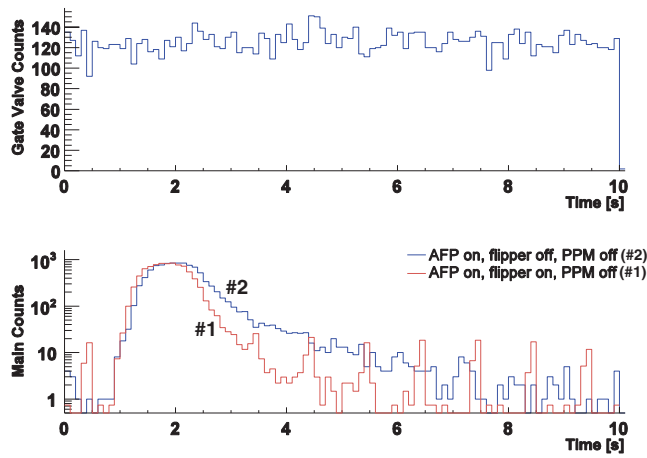 Gate Valve Counts
140
120
100
80
60
40
20
0
0 2 4 6 8 10
Time [s]
Main Counts
10³
10²
10
1
AFP on, flipper off, PPM off (#2)
AFP on, flipper on, PPM off (#1)
#2
#1
0 2 4 6 8 10
Time [s]